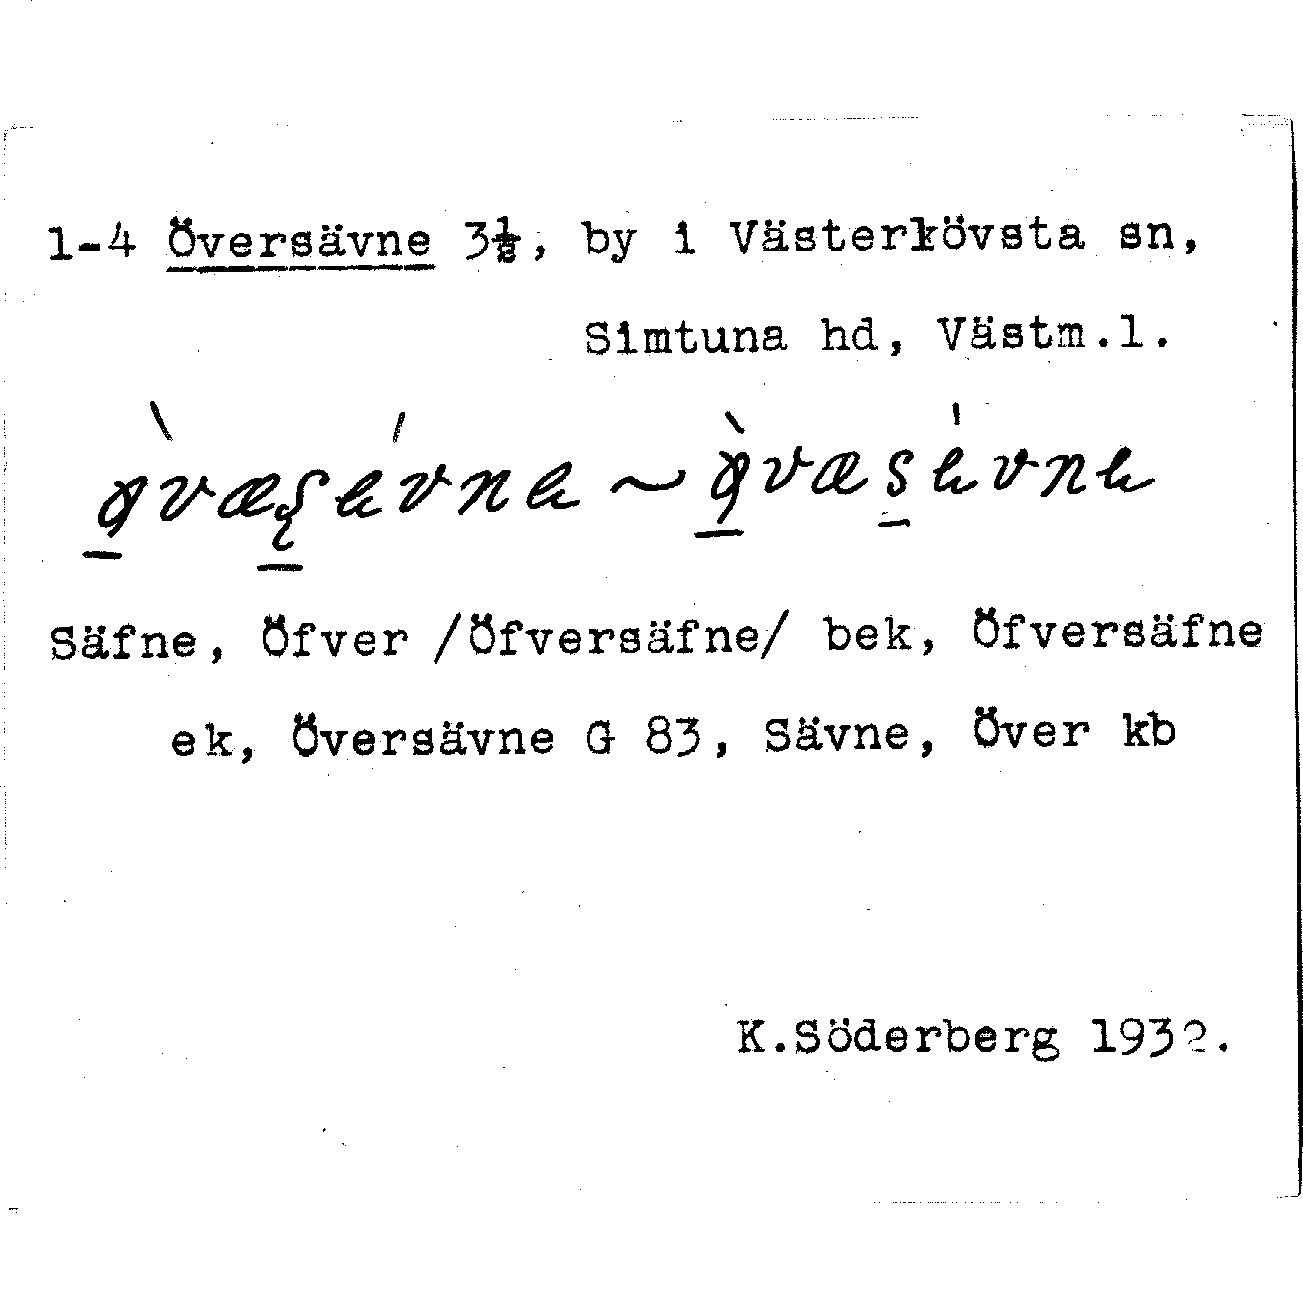 1-4 Översävne 3½, by i Västerlövsta sn,
Simtuna hd, Västm.l.
Säfne, Öfver /Öfversäfne/ bek, Öfversäfne
ek, Översävne G 83, Sävne, Över kb
K.Söderberg 1932.